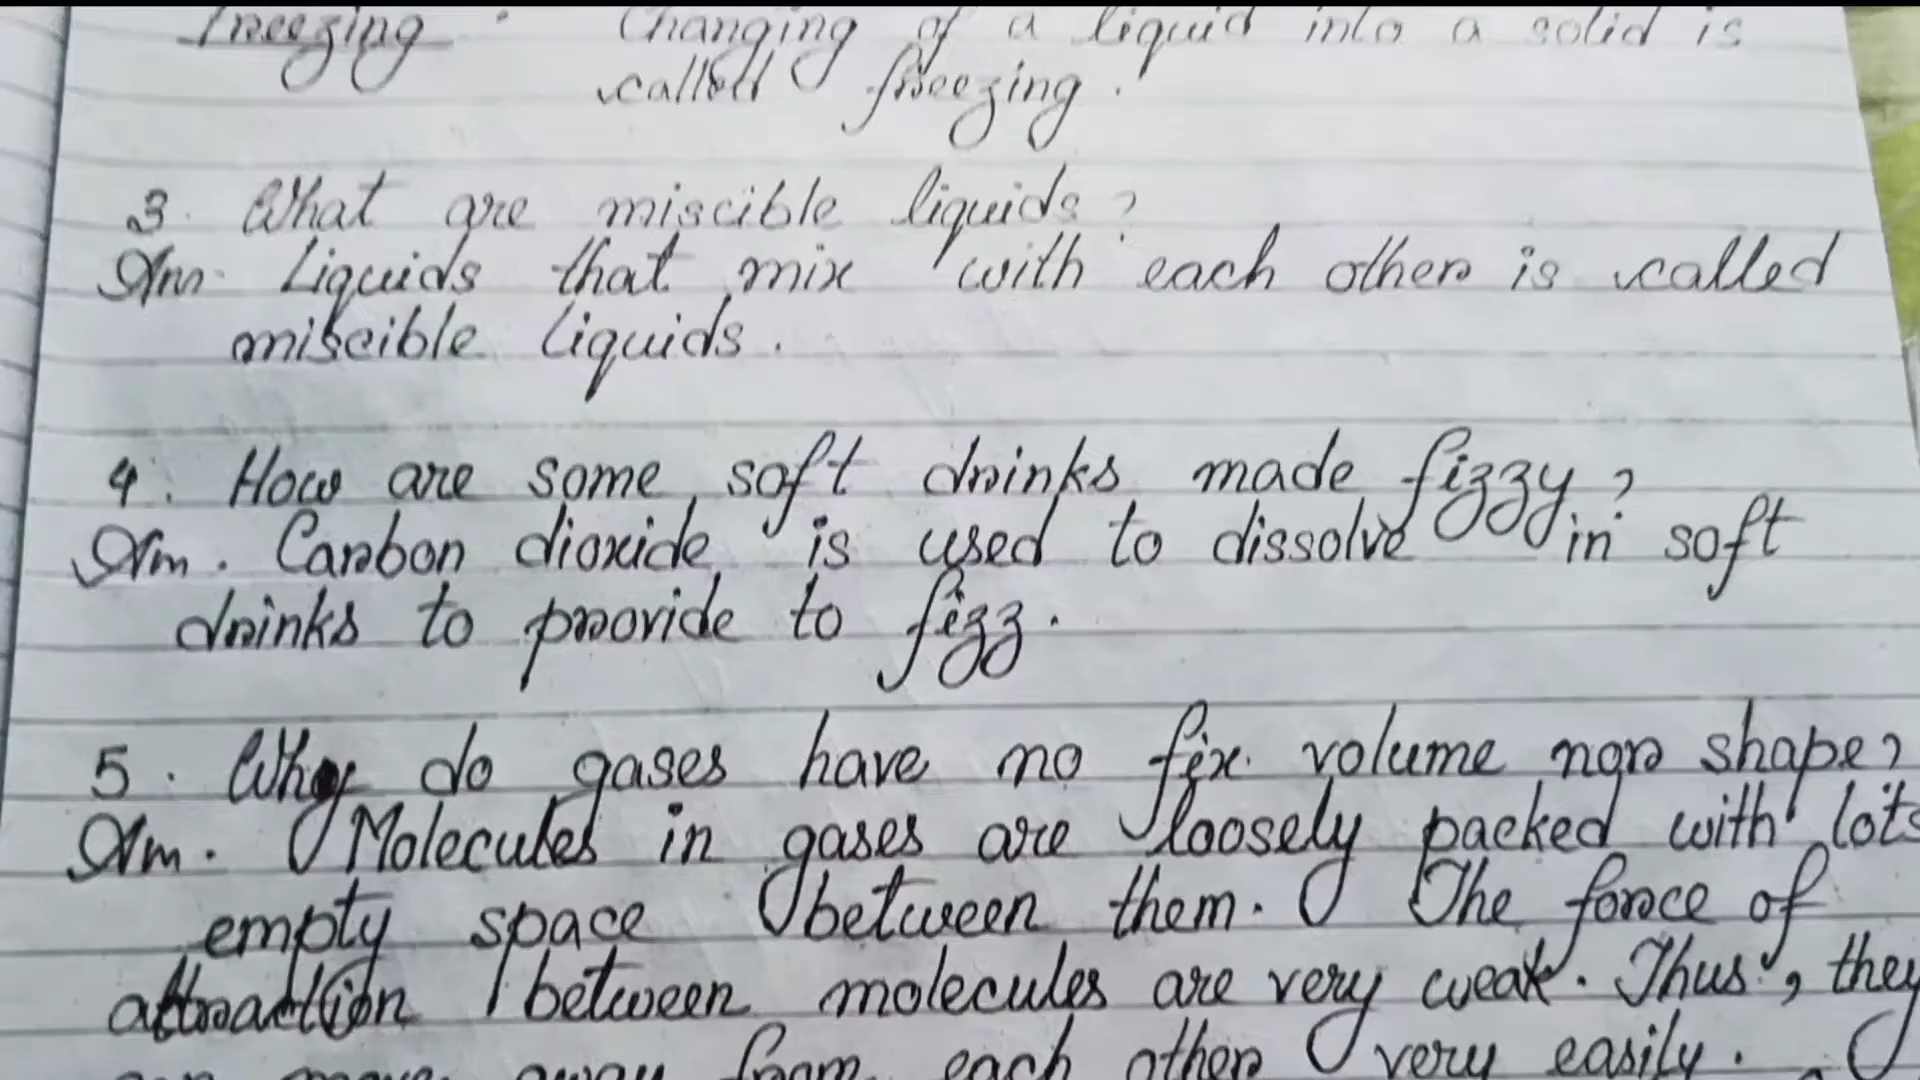 Freezing : Changing of a liquid into a solid is
called freezing.
3. What are miscible liquids?
Ans. Liquids that mix with each other is called
miscible liquids.
4. How are some soft drinks made fizzy?
Ans. Carbon dioxide is used to dissolve in soft
drinks to provide to fizz.
5. Why do gases have no fix. volume nor shape?
Ans. Molecules in gases are loosely packed with lots
empty space between them. The force of
attraction between molecules are very weak. Thus, they
move away from each other very easily.